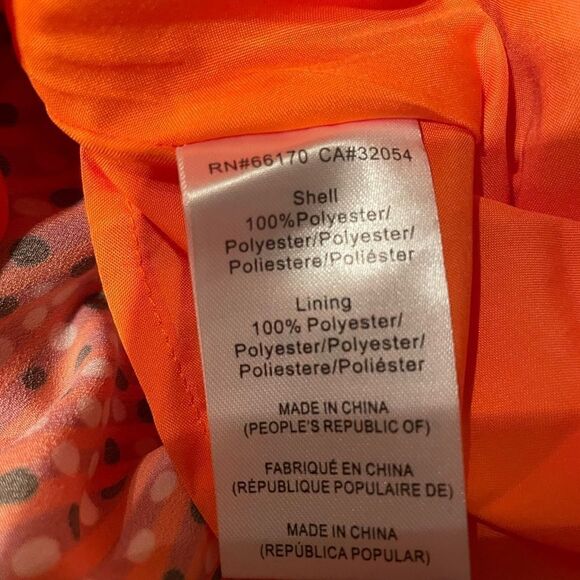 RN#66170 CA#32054
Shell
100%Polyester/
Polyester/Polyester/
Poliestere/Poliéster
Lining
100% Polyester/
Polyester/Polyester/
Poliestere/Poliéster
MADE IN CHINA
(PEOPLE'S REPUBLIC OF)
FABRIQUÉ EN CHINA
(RÉPUBLIQUE POPULAIRE DE)
MADE IN CHINA
(REPÚBLICA POPULAR)